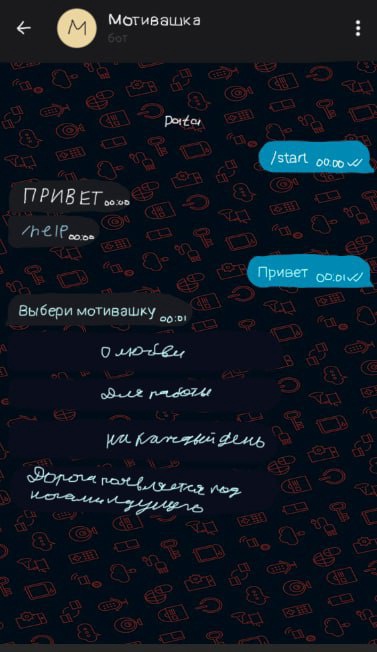 М
Мотивашка
бот
data
/start 00:00
ПРИВЕТ 00:00
/help 00:00
Привет 00:01
Выбери мотивашку 00:01
О любви
Для работы
на каждый день
Дорога появляется под
ногами идущего